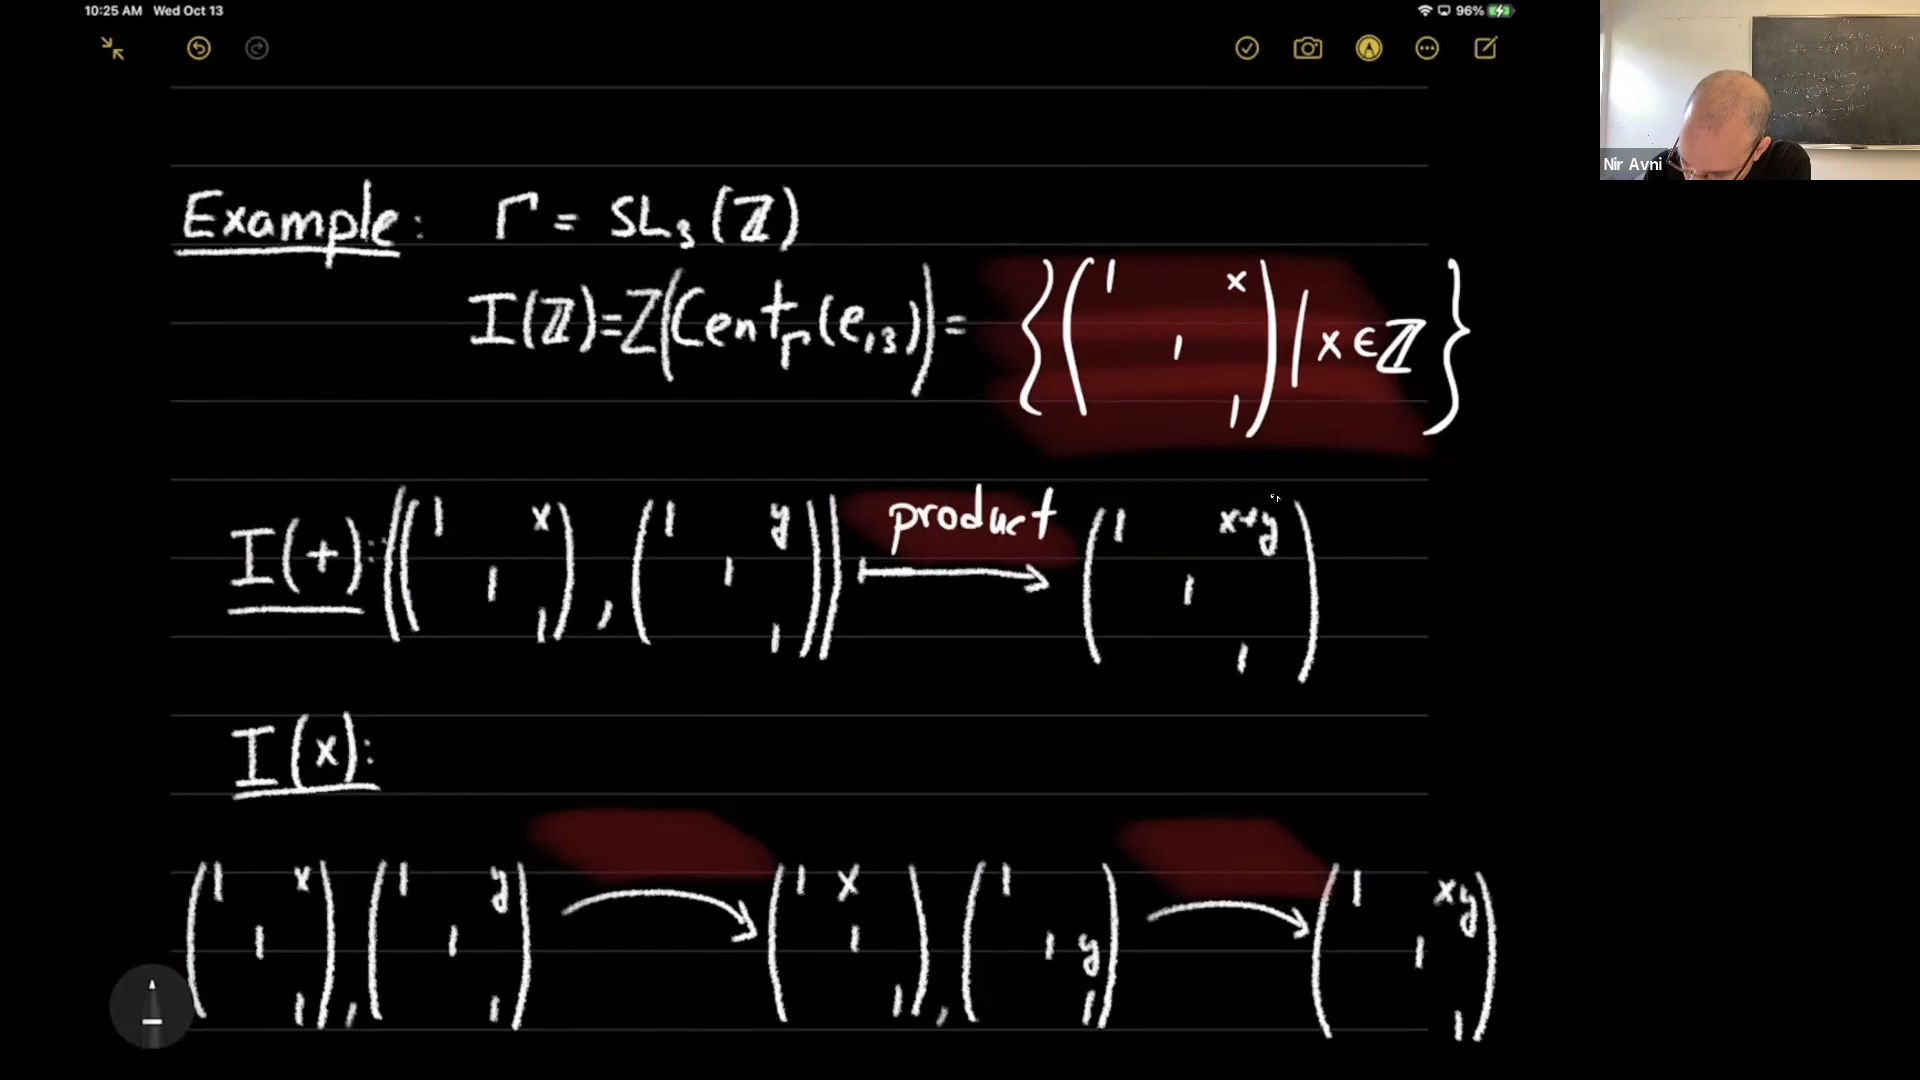 10:25 AM Wed Oct 13
96%
Nir Avni
Example: Γ = SL₃(ℤ)
I(ℤ)=Z(Cent_Γ(e₁₃)) = {( 1 x
1
1 ) | x ∈ ℤ}
I(+): (( 1 x
1
1 ), ( 1 y
1
1 )) product ⟼ ( 1 x+y
1
1 )
I(x):
( 1 x
1
1 ), ( 1 y
1
1 ) → ( 1 x
1
1 ), ( 1
1 y
1 ) → ( 1 xy
1
1 )